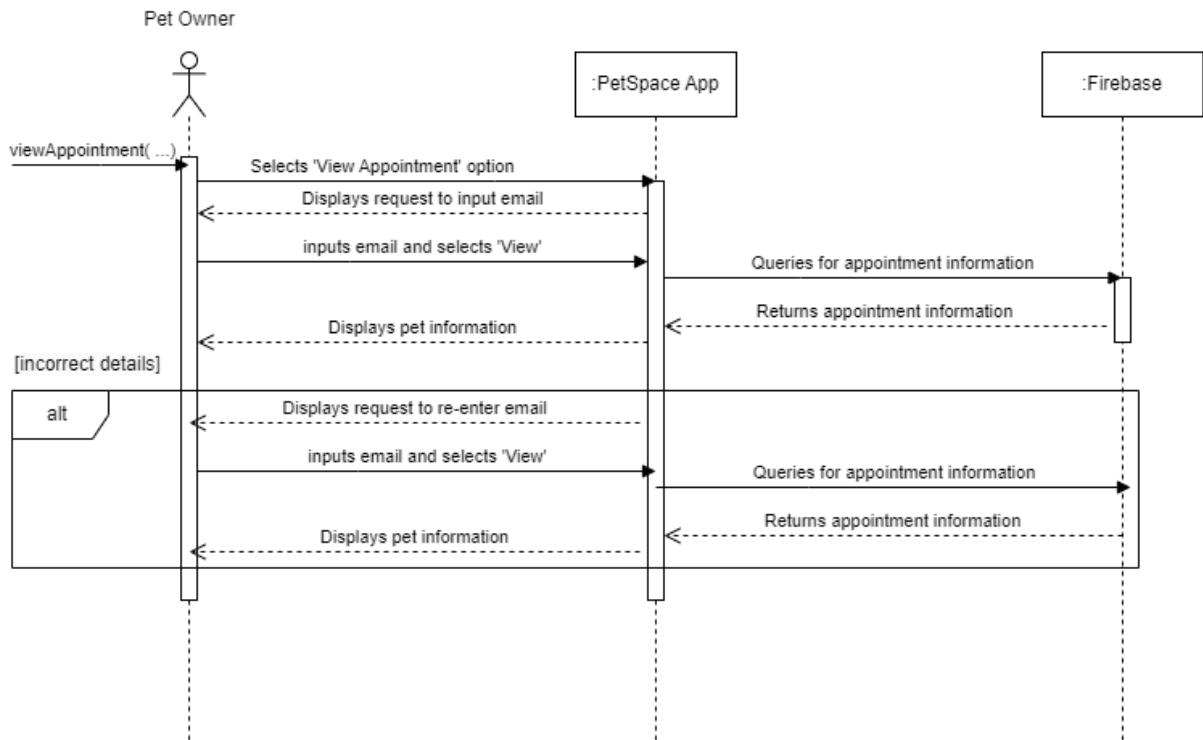 Pet Owner
:PetSpace App
:Firebase
viewAppointment( ...)
Selects 'View Appointment' option
Displays request to input email
inputs email and selects 'View'
Queries for appointment information
Returns appointment information
Displays pet information
[incorrect details]
alt
Displays request to re-enter email
inputs email and selects 'View'
Queries for appointment information
Returns appointment information
Displays pet information